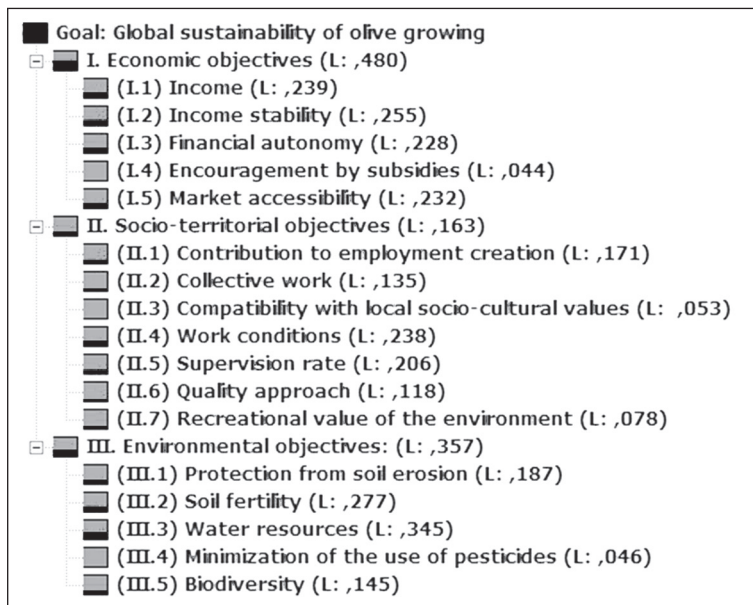 Goal: Global sustainability of olive growing
I. Economic objectives (L: ,480)
(I.1) Income (L: ,239)
(I.2) Income stability (L: ,255)
(I.3) Financial autonomy (L: ,228)
(I.4) Encouragement by subsidies (L: ,044)
(I.5) Market accessibility (L: ,232)
II. Socio-territorial objectives (L: ,163)
(II.1) Contribution to employment creation (L: ,171)
(II.2) Collective work (L: ,135)
(II.3) Compatibility with local socio-cultural values (L: ,053)
(II.4) Work conditions (L: ,238)
(II.5) Supervision rate (L: ,206)
(II.6) Quality approach (L: ,118)
(II.7) Recreational value of the environment (L: ,078)
III. Environmental objectives: (L: ,357)
(III.1) Protection from soil erosion (L: ,187)
(III.2) Soil fertility (L: ,277)
(III.3) Water resources (L: ,345)
(III.4) Minimization of the use of pesticides (L: ,046)
(III.5) Biodiversity (L: ,145)